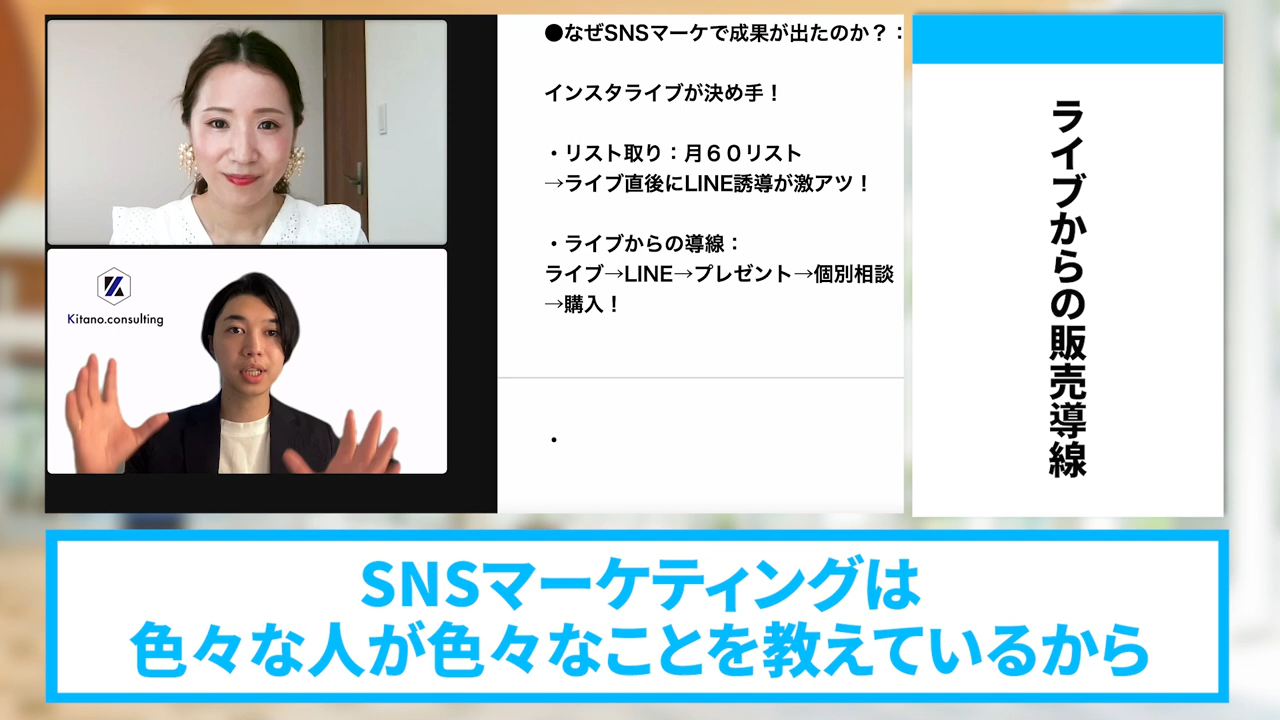 Kitano.consulting
●なぜSNSマーケで成果が出たのか？：
インスタライブが決め手！
・リスト取り：月６０リスト
→ライブ直後にLINE誘導が激アツ！
・ライブからの導線：
ライブ→LINE→プレゼント→個別相談
→購入！
・
ライブからの販売導線
SNSマーケティングは
色々な人が色々なことを教えているから